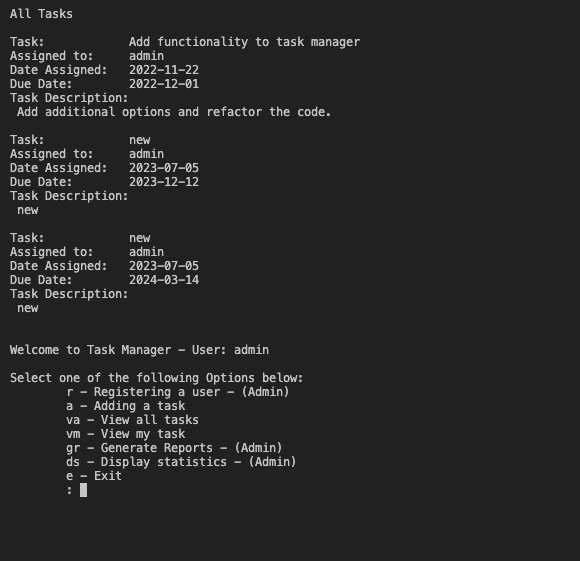 All Tasks
Task: Add functionality to task manager
Assigned to: admin
Date Assigned: 2022-11-22
Due Date: 2022-12-01
Task Description:
Add additional options and refactor the code.
Task: new
Assigned to: admin
Date Assigned: 2023-07-05
Due Date: 2023-12-12
Task Description:
new
Task: new
Assigned to: admin
Date Assigned: 2023-07-05
Due Date: 2024-03-14
Task Description:
new
Welcome to Task Manager - User: admin
Select one of the following Options below:
r - Registering a user - (Admin)
a - Adding a task
va - View all tasks
vm - View my task
gr - Generate Reports - (Admin)
ds - Display statistics - (Admin)
e - Exit
: